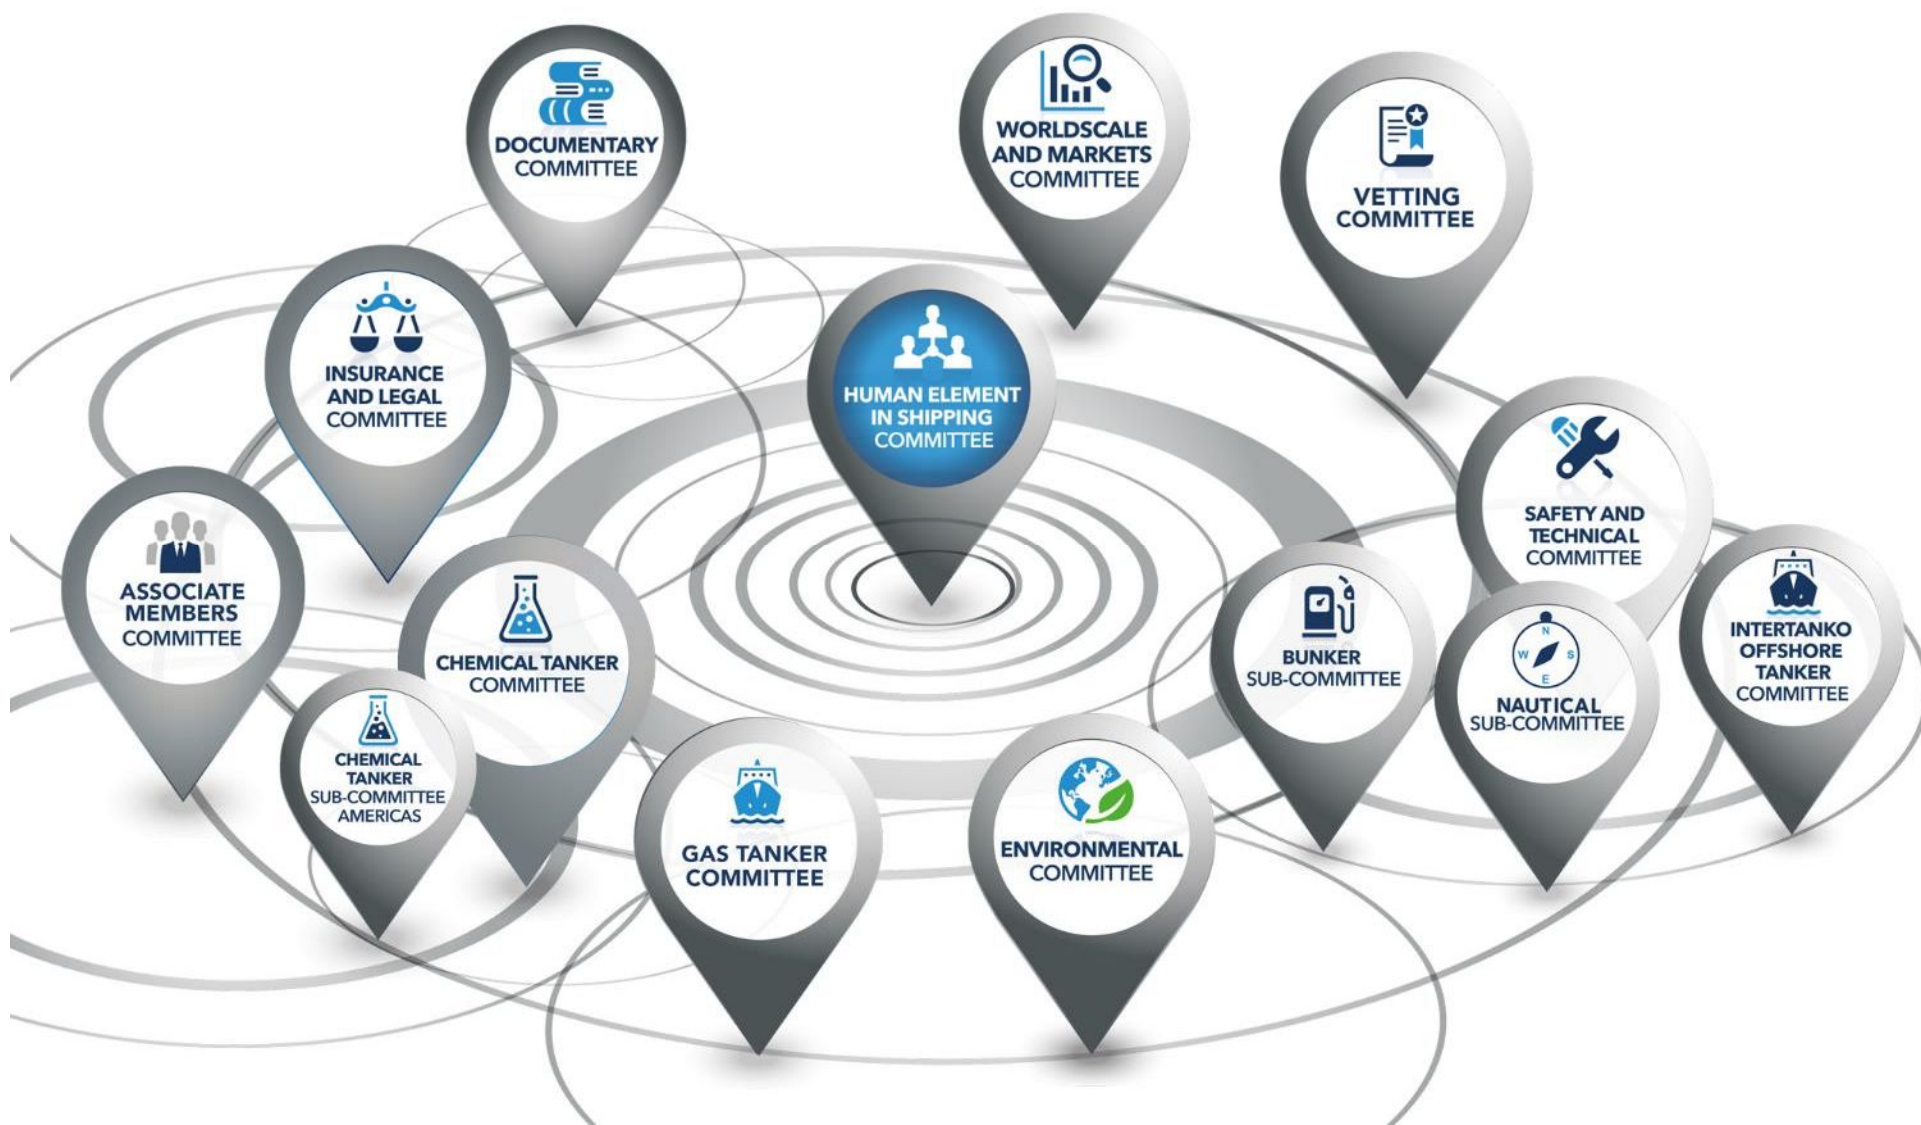 DOCUMENTARY
COMMITTEE
WORLDSCALE
AND MARKETS
COMMITTEE
VETTING
COMMITTEE
INSURANCE
AND LEGAL
COMMITTEE
HUMAN ELEMENT
IN SHIPPING
COMMITTEE
SAFETY AND
TECHNICAL
COMMITTEE
ASSOCIATE
MEMBERS
COMMITTEE
CHEMICAL TANKER
COMMITTEE
BUNKER
SUB-COMMITTEE
N
W S
E
NAUTICAL
SUB-COMMITTEE
INTERTANKO
OFFSHORE
TANKER
COMMITTEE
CHEMICAL
TANKER
SUB-COMMITTEE
AMERICAS
GAS TANKER
COMMITTEE
ENVIRONMENTAL
COMMITTEE